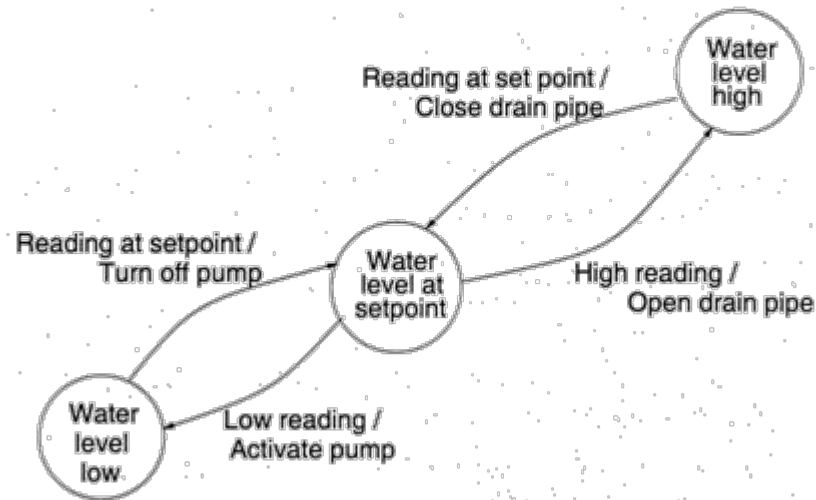 Water
level
high
Reading at set point /
Close drain pipe
Reading at setpoint /
Turn off pump
Water
level at
setpoint
High reading /
Open drain pipe
Water
level
low
Low reading /
Activate pump